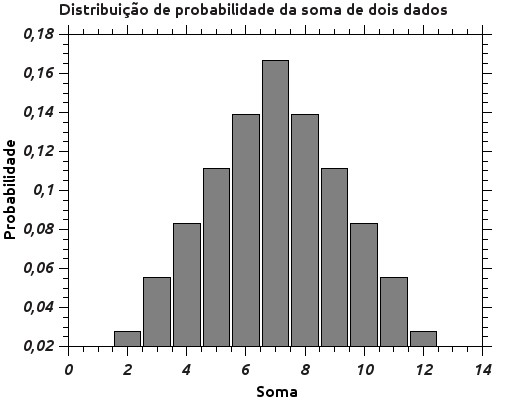 Distribuição de probabilidade da soma de dois dados
0,18
0,16
0,14
0,12
0,1
0,08
0,06
0,04
0,02
Probabilidade
0 2 4 6 8 10 12 14
Soma